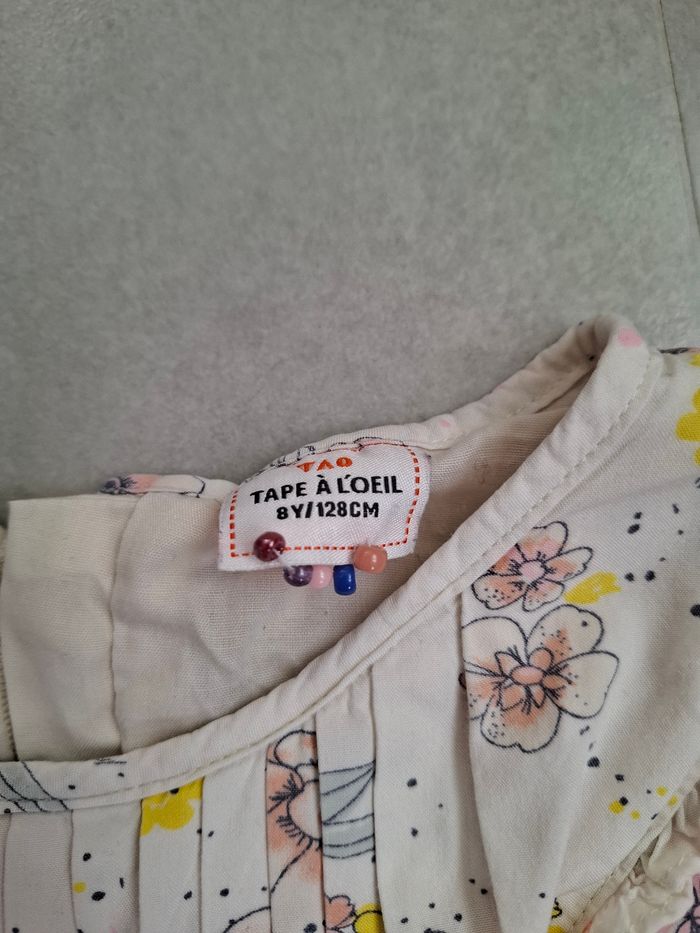 TAO
TAPE À L'OEIL
8Y/128CM